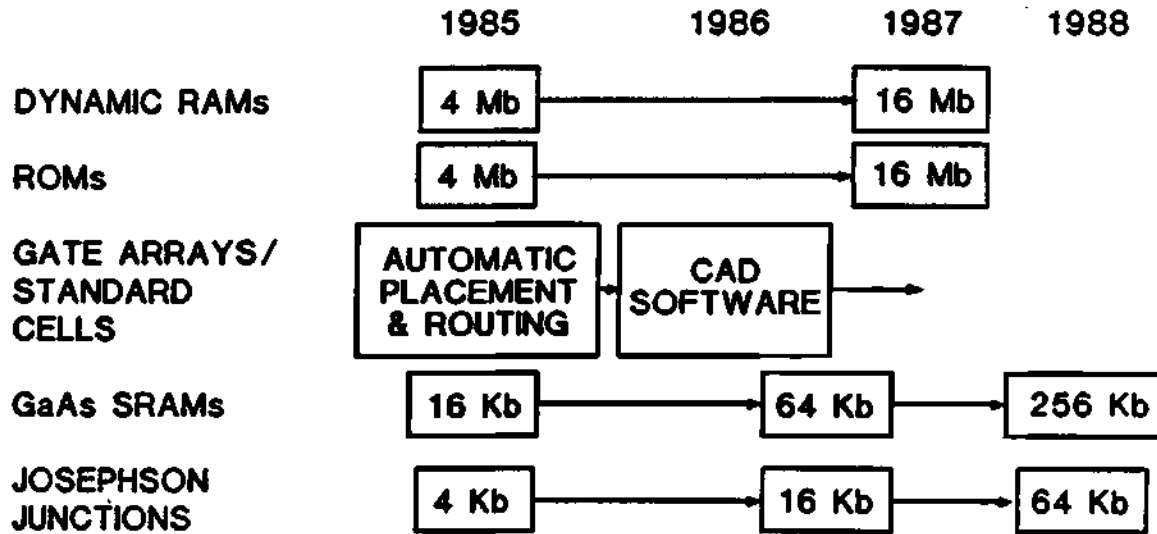 1985 1986 1987 1988
DYNAMIC RAMs 4 Mb 16 Mb
ROMs 4 Mb 16 Mb
GATE ARRAYS/
STANDARD
CELLS
AUTOMATIC
PLACEMENT
& ROUTING
CAD
SOFTWARE
GaAs SRAMs 16 Kb 64 Kb 256 Kb
JOSEPHSON
JUNCTIONS
4 Kb 16 Kb 64 Kb